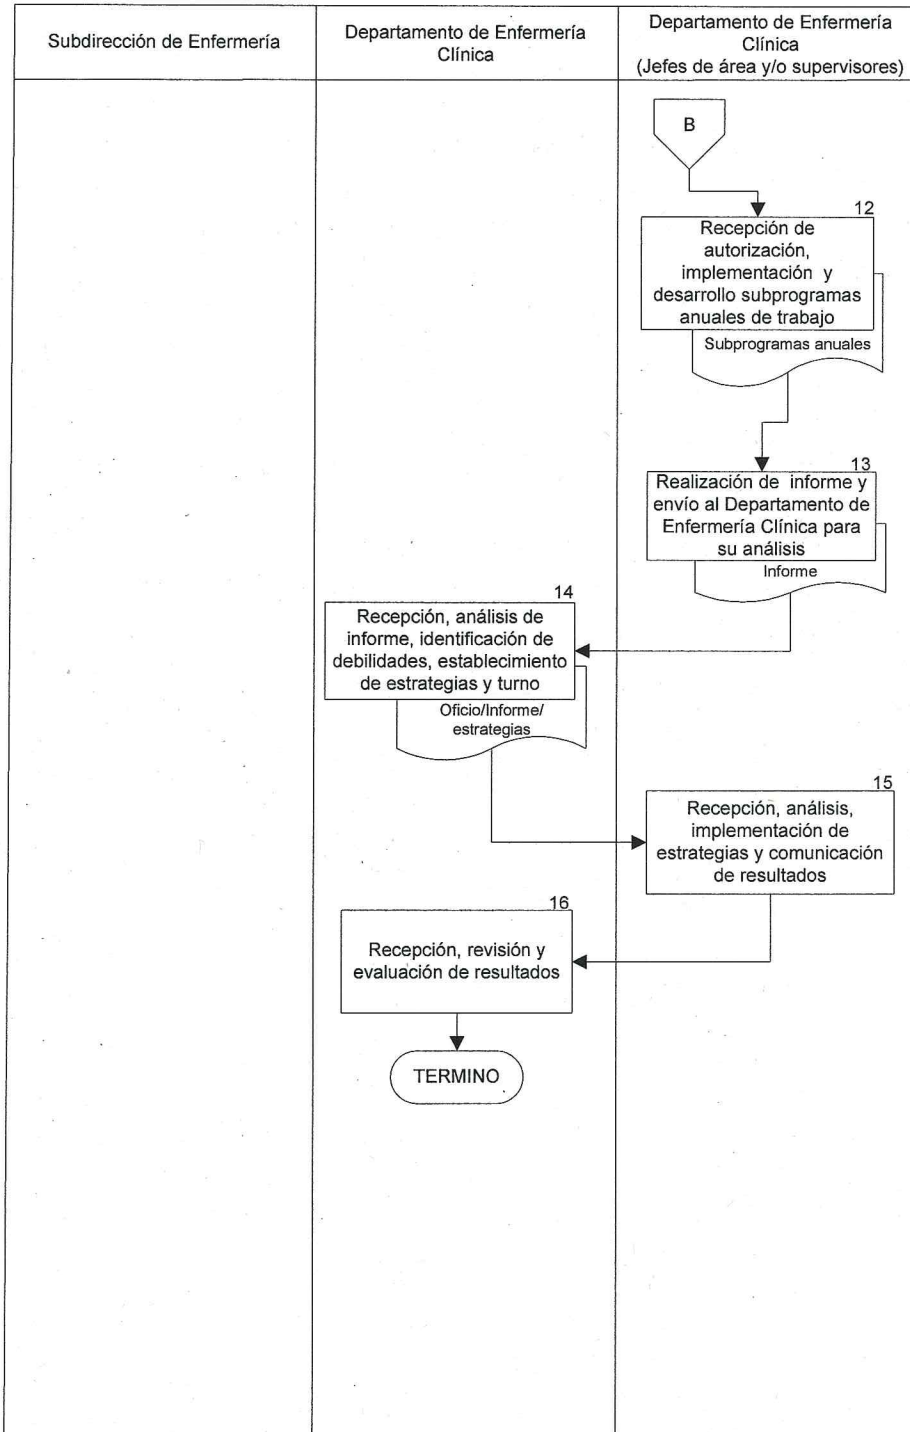 Subdirección de Enfermería
Departamento de Enfermería
Clínica
Departamento de Enfermería
Clínica
(Jefes de área y/o supervisores)
B
12
Recepción de
autorización,
implementación y
desarrollo subprogramas
anuales de trabajo
Subprogramas anuales
13
Realización de informe y
envío al Departamento de
Enfermería Clínica para
su análisis
Informe
14
Recepción, análisis de
informe, identificación de
debilidades, establecimiento
de estrategias y turno
Oficio/Informe/
estrategias
15
Recepción, análisis,
implementación de
estrategias y comunicación
de resultados
16
Recepción, revisión y
evaluación de resultados
TERMINO